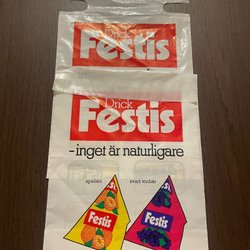 Drick
Festis
Drick
Festis
- inget är naturligare
apelsin svart vinbär
Festis Festis